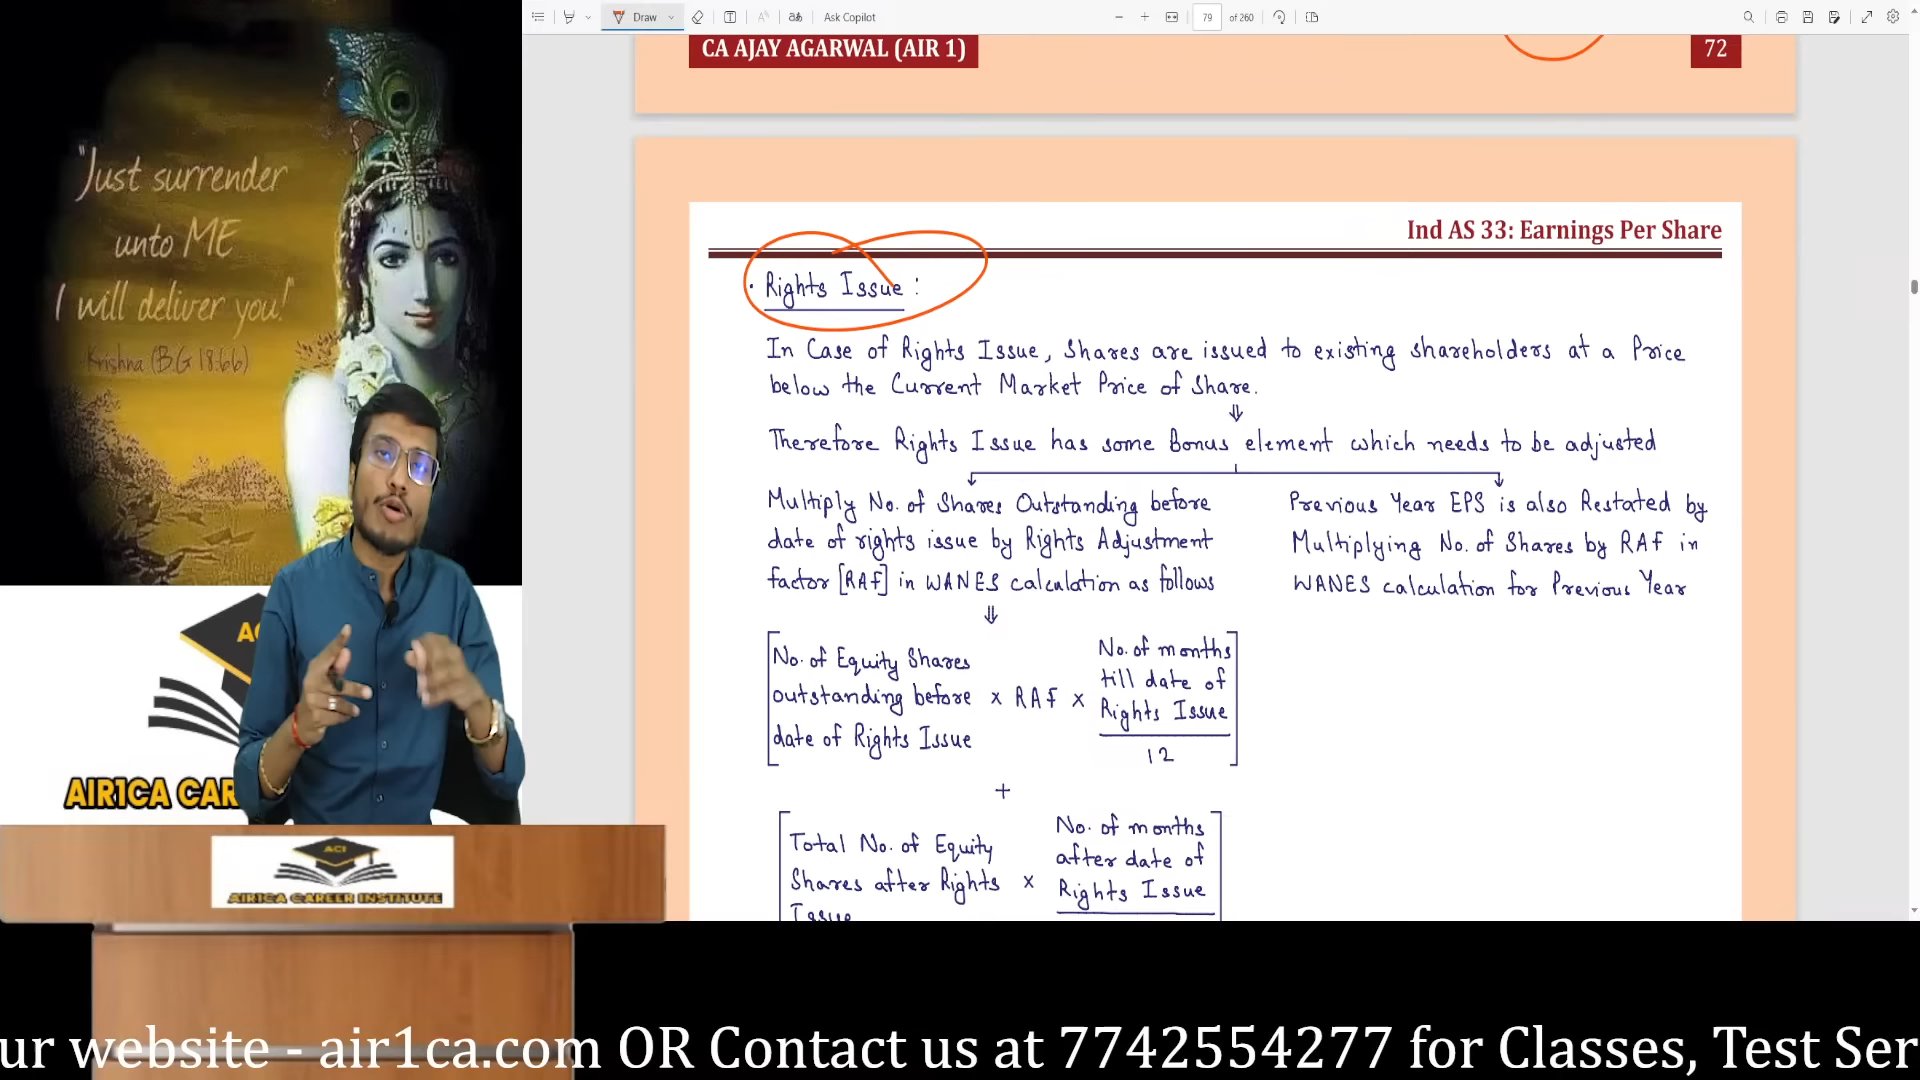 Draw
Ask Copilot
79 of 260
CA AJAY AGARWAL (AIR 1)
72
"Just surrender
unto ME
I will deliver you!"
Krishna (B.G 18:66)
Ind AS 33: Earnings Per Share
· Rights Issue :
In Case of Rights Issue, Shares are issued to existing shareholders at a Price
below the Current Market Price of Share.
⇓
Therefore Rights Issue has some Bonus element which needs to be adjusted
Multiply No. of Shares Outstanding before
date of rights issue by Rights Adjustment
factor [RAF] in WANES calculation as follows
⇓
Previous Year EPS is also Restated by
Multiplying No. of Shares by RAF in
WANES calculation for Previous Year
No. of Equity Shares
outstanding before
date of Rights Issue
× RAF ×
No. of months
till date of
Rights Issue
12
+
Total No. of Equity
Shares after Rights
Issue
×
No. of months
after date of
Rights Issue
AIR1CA CAR
ACI
AIR1CA CAREER INSTITUTE
ur website - air1ca.com OR Contact us at 7742554277 for Classes, Test Ser